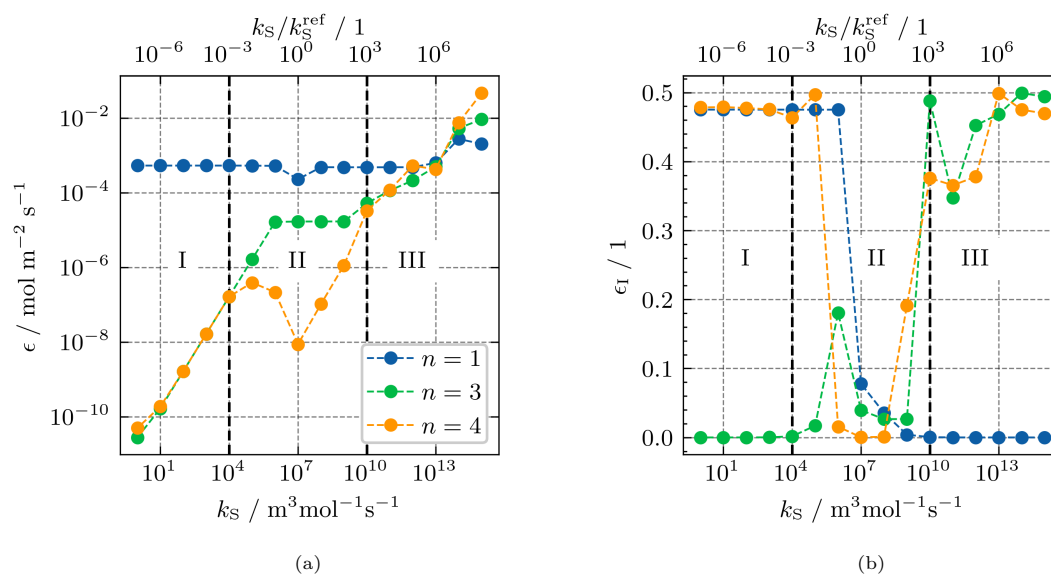 k_S/k_S^ref / 1
10^−6 10^−3 10^0 10^3 10^6
ϵ / mol m^−2 s^−1
10^−2
10^−4
10^−6
10^−8
10^−10
I II III
n = 1
n = 3
n = 4
10^1 10^4 10^7 10^10 10^13
k_S / m^3mol^−1s^−1
(a)
k_S/k_S^ref / 1
10^−6 10^−3 10^0 10^3 10^6
ϵ_I / 1
0.5
0.4
0.3
0.2
0.1
0.0
I II III
10^1 10^4 10^7 10^10 10^13
k_S / m^3mol^−1s^−1
(b)